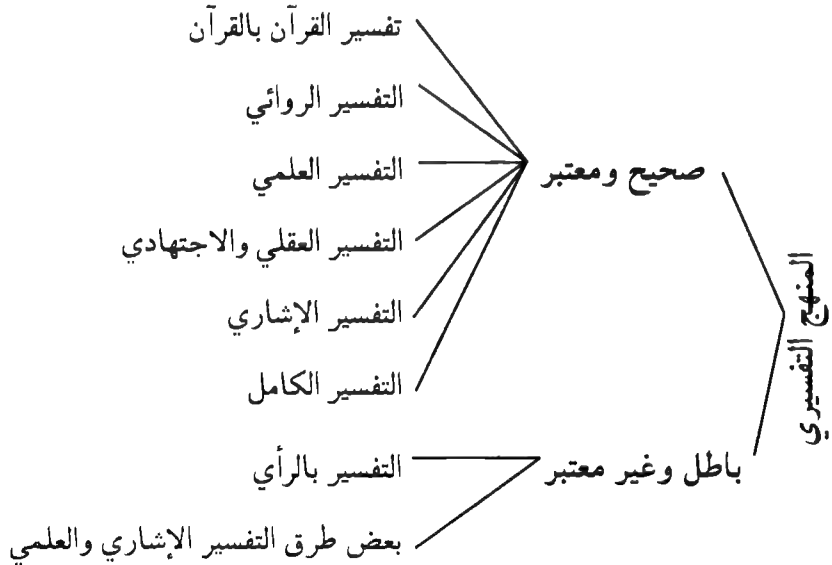 المنهج التفسيري
صحيح ومعتبر
تفسير القرآن بالقرآن
التفسير الروائي
التفسير العلمي
التفسير العقلي والاجتهادي
التفسير الإشاري
التفسير الكامل
باطل وغير معتبر
التفسير بالرأي
بعض طرق التفسير الإشاري والعلمي